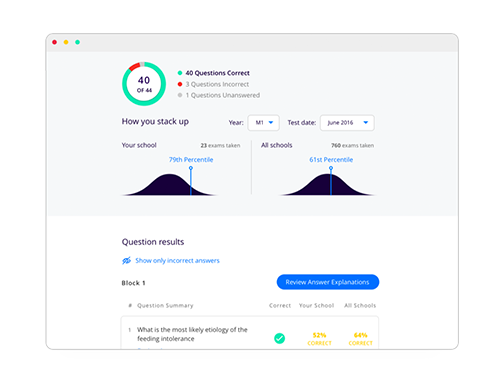 40
OF 44
40 Questions Correct
3 Questions Incorrect
1 Questions Unanswered
How you stack up
Year:
M1
Test date:
June 2016
Your school
23 exams taken
All schools
760 exams taken
79th Percentile
61st Percentile
Question results
Show only incorrect answers
Block 1
Review Answer Explanations
# Question Summary Correct Your School All Schools
1 What is the most likely etiology of the
feeding intolerance
52%
CORRECT
64%
CORRECT